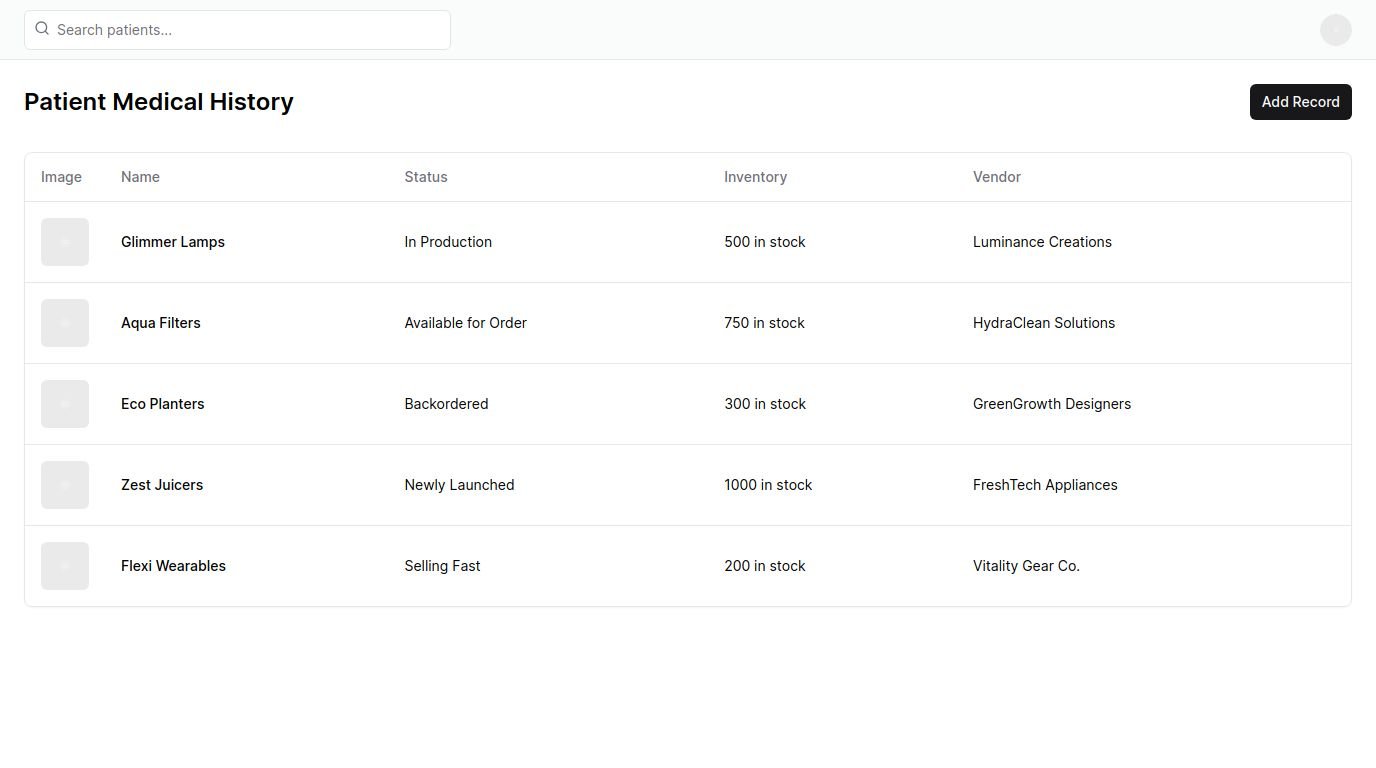 Search patients...
Patient Medical History
Add Record
Image Name Status Inventory Vendor
Glimmer Lamps In Production 500 in stock Luminance Creations
Aqua Filters Available for Order 750 in stock HydraClean Solutions
Eco Planters Backordered 300 in stock GreenGrowth Designers
Zest Juicers Newly Launched 1000 in stock FreshTech Appliances
Flexi Wearables Selling Fast 200 in stock Vitality Gear Co.